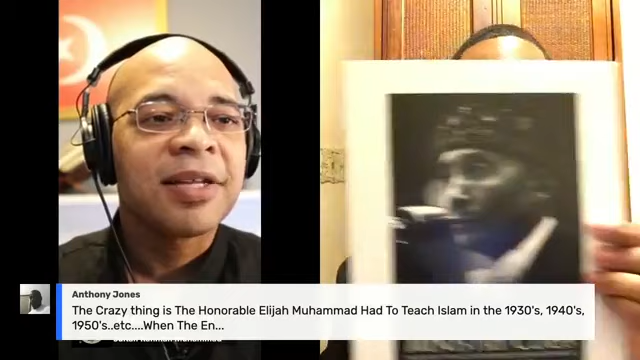 Anthony Jones
The Crazy thing is The Honorable Elijah Muhammad Had To Teach Islam in the 1930's, 1940's,
1950's..etc....When The En...